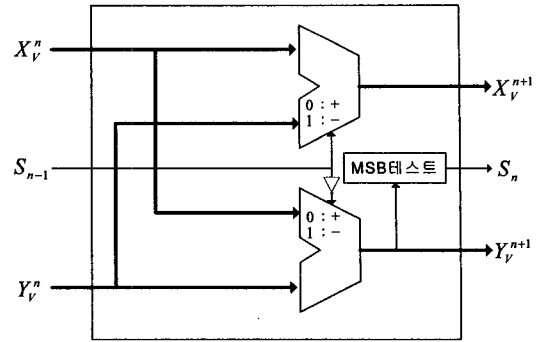 X_V^n
X_V^{n+1}
0 : +
1 : −
S_{n-1}
MSB테스트
S_n
0 : +
1 : −
Y_V^{n+1}
Y_V^n